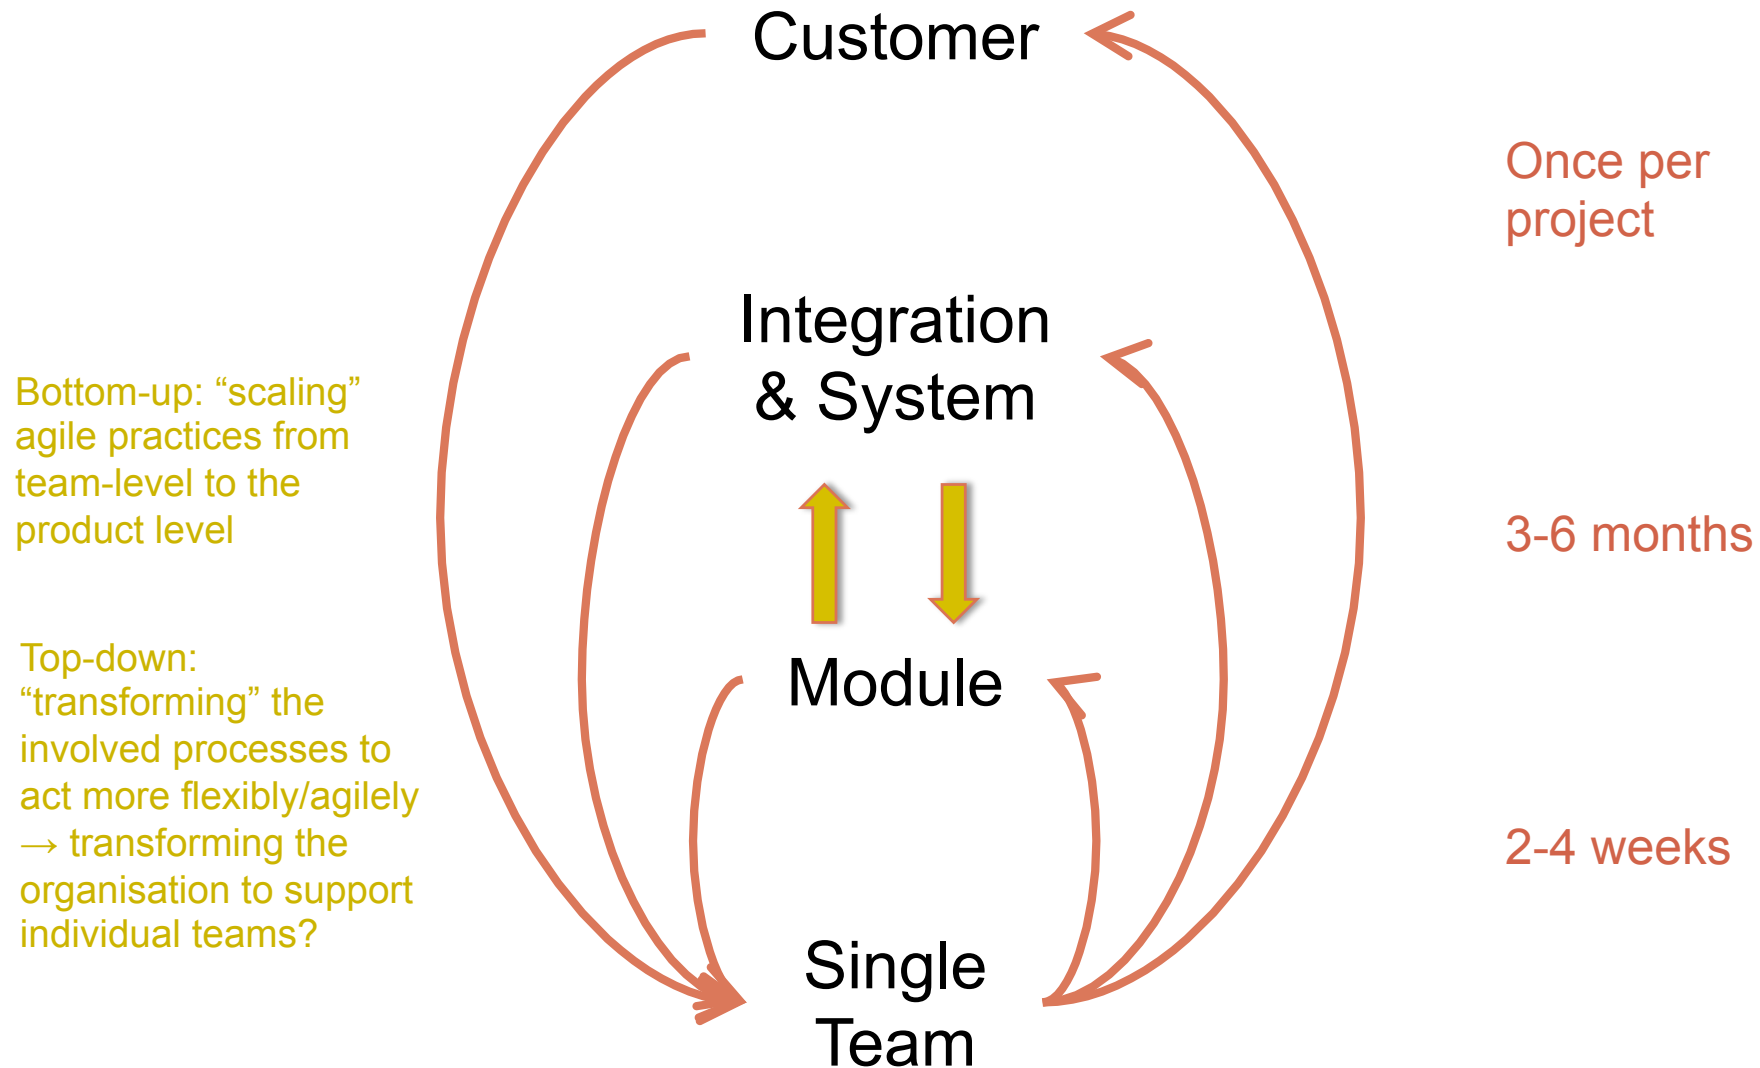 Customer
Once per
project
Integration
& System
Bottom-up: “scaling”
agile practices from
team-level to the
product level
3-6 months
Top-down:
“transforming” the
involved processes to
act more flexibly/agilely
→ transforming the
organisation to support
individual teams?
Module
2-4 weeks
Single
Team